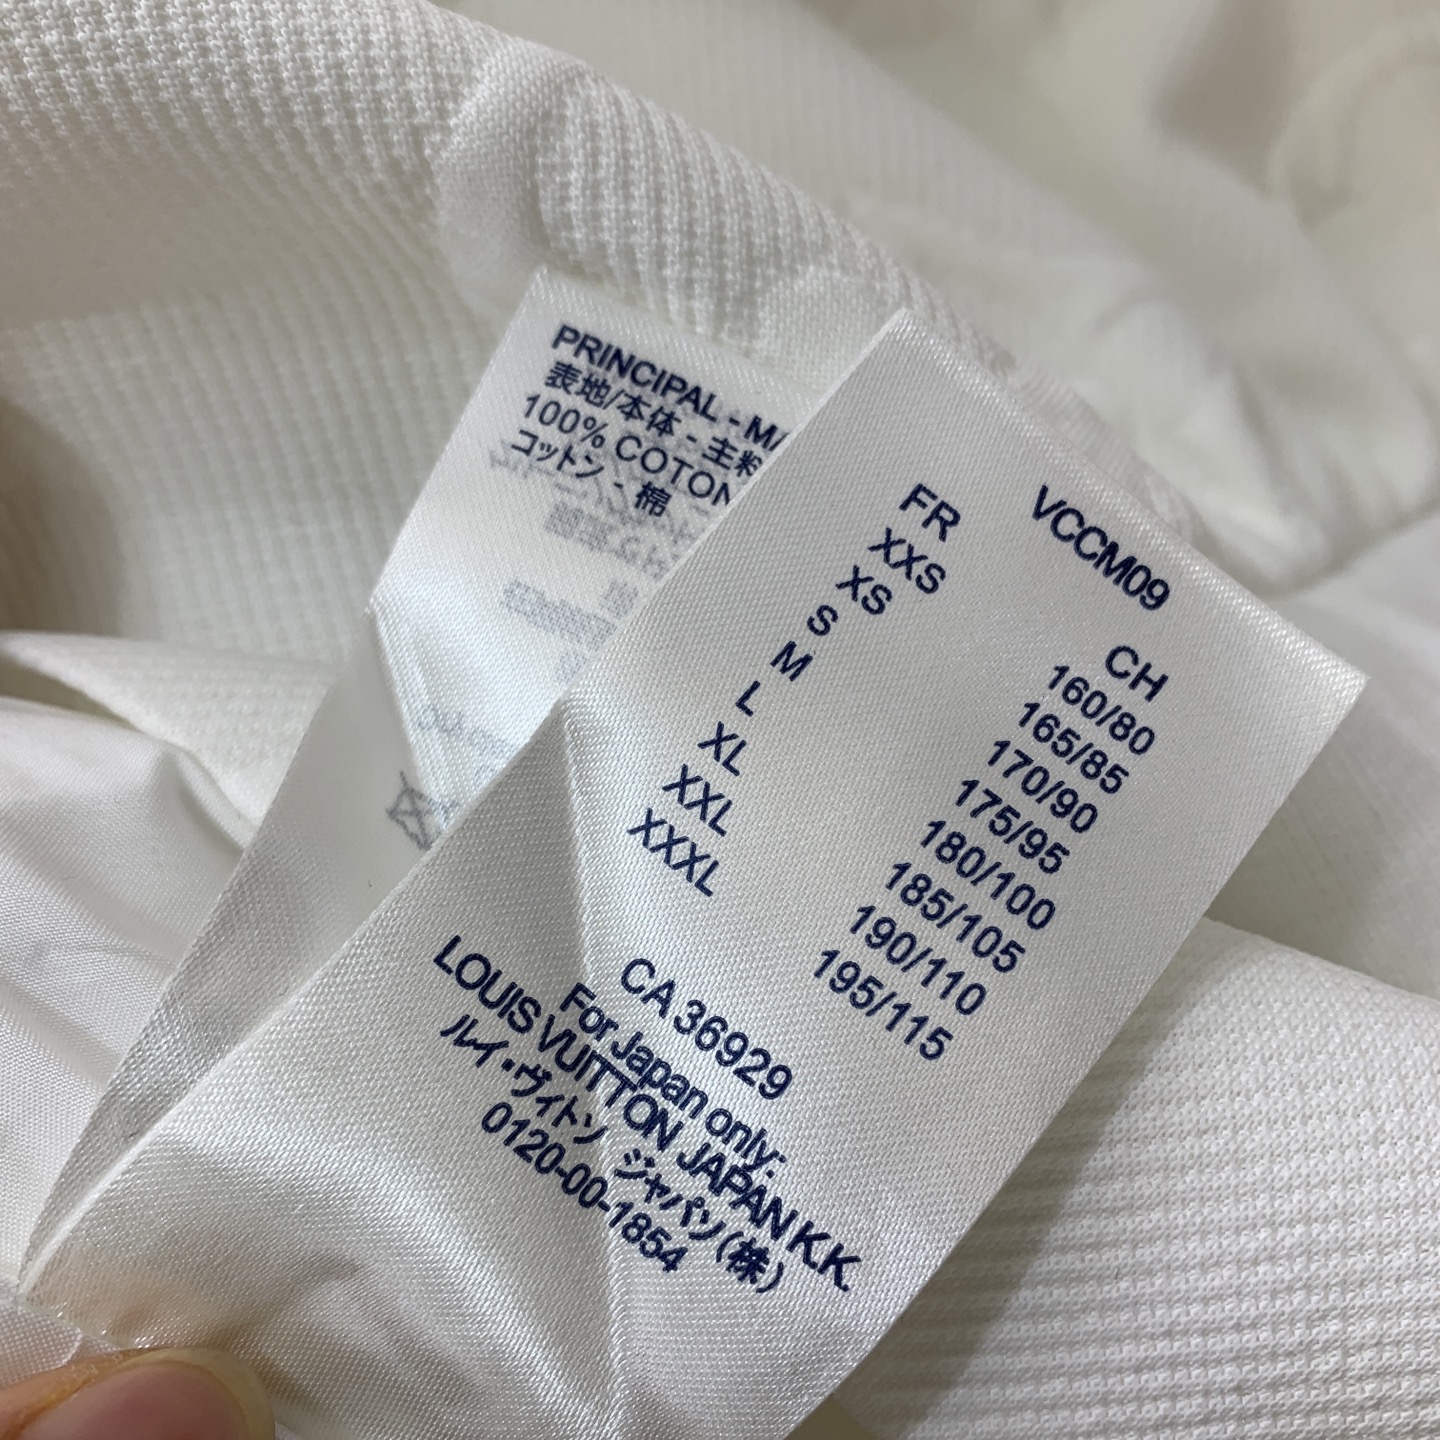 PRINCIPAL - M/
表地/本体 - 主料
100% COTON
コットン - 棉
VCCM09
FR CH
XXS 160/80
XS 165/85
S 170/90
M 175/95
L 180/100
XL 185/105
XXL 190/110
XXXL 195/115
CA 36929
For Japan only:
LOUIS VUITTON JAPAN K.K.
ルイ・ヴィトン ジャパン(株)
0120-00-1854